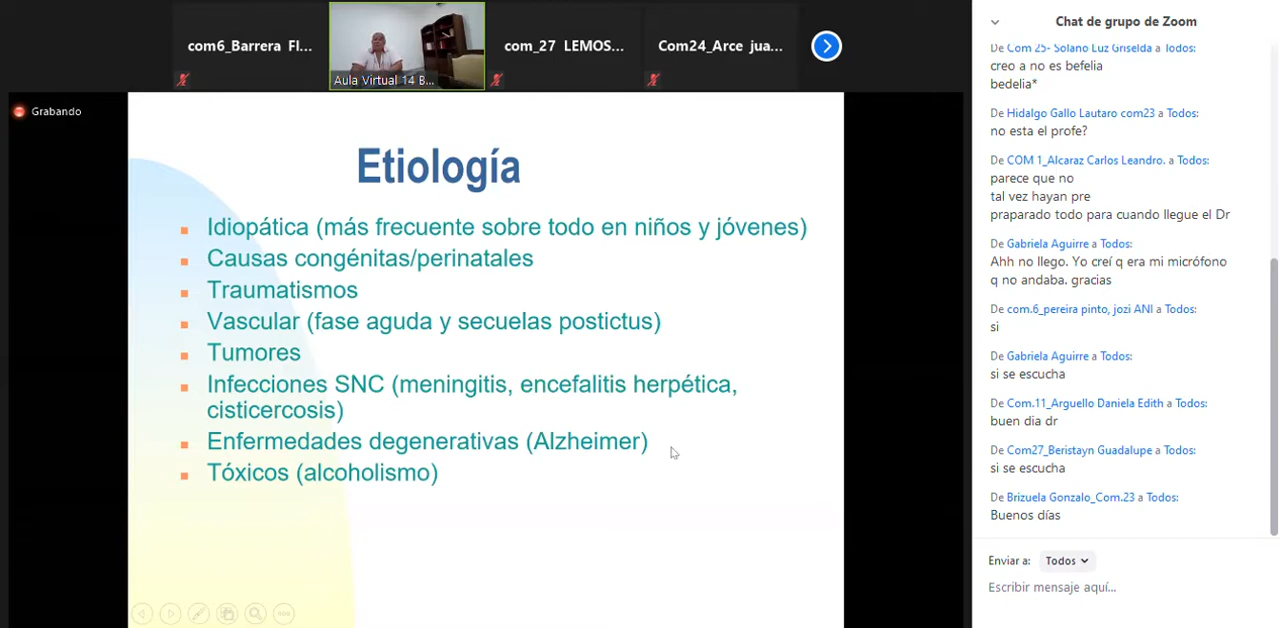 com6_Barrera Fl...
Aula Virtual 14 B...
com_27 LEMOS...
Com24_Arce jua...
Grabando
Etiología
Idiopática (más frecuente sobre todo en niños y jóvenes)
Causas congénitas/perinatales
Traumatismos
Vascular (fase aguda y secuelas postictus)
Tumores
Infecciones SNC (meningitis, encefalitis herpética,
cisticercosis)
Enfermedades degenerativas (Alzheimer)
Tóxicos (alcoholismo)
Chat de grupo de Zoom
De Com 25- Solano Luz Griselda a Todos:
creo a no es befelia
bedelia*
De Hidalgo Gallo Lautaro com23 a Todos:
no esta el profe?
De COM 1_Alcaraz Carlos Leandro. a Todos:
parece que no
tal vez hayan pre
praparado todo para cuando llegue el Dr
De Gabriela Aguirre a Todos:
Ahh no llego. Yo creí q era mi micrófono
q no andaba. gracias
De com.6_pereira pinto, jozi ANI a Todos:
si
De Gabriela Aguirre a Todos:
si se escucha
De Com.11_Arguello Daniela Edith a Todos:
buen dia dr
De Com27_Beristayn Guadalupe a Todos:
si se escucha
De Brizuela Gonzalo_Com.23 a Todos:
Buenos días
Enviar a: Todos
Escribir mensaje aquí...